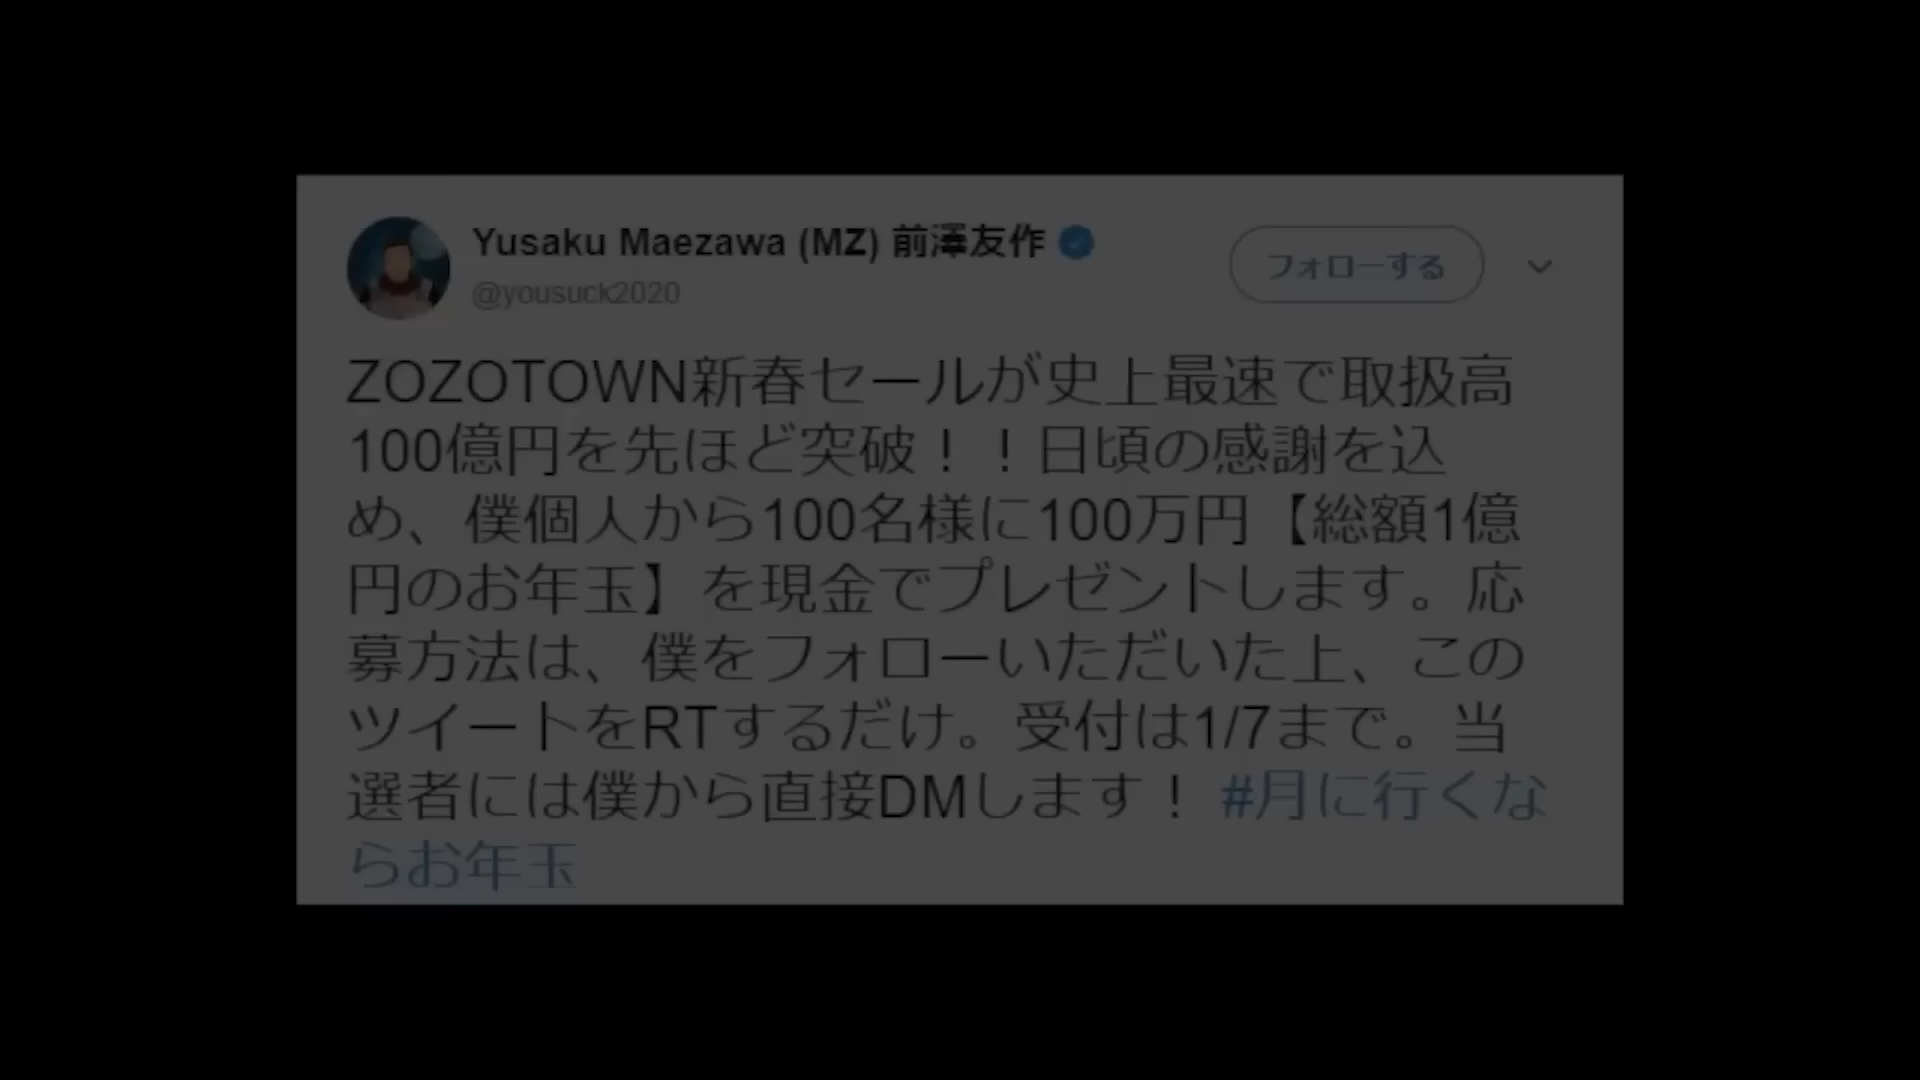 Yusaku Maezawa (MZ) 前澤友作
@yousuck2020
フォローする
ZOZOTOWN新春セールが史上最速で取扱高
100億円を先ほど突破！！日頃の感謝を込
め、僕個人から100名様に100万円【総額1億
円のお年玉】を現金でプレゼントします。応
募方法は、僕をフォローいただいた上、この
ツイートをRTするだけ。受付は1/7まで。当
選者には僕から直接DMします！ #月に行くな
らお年玉